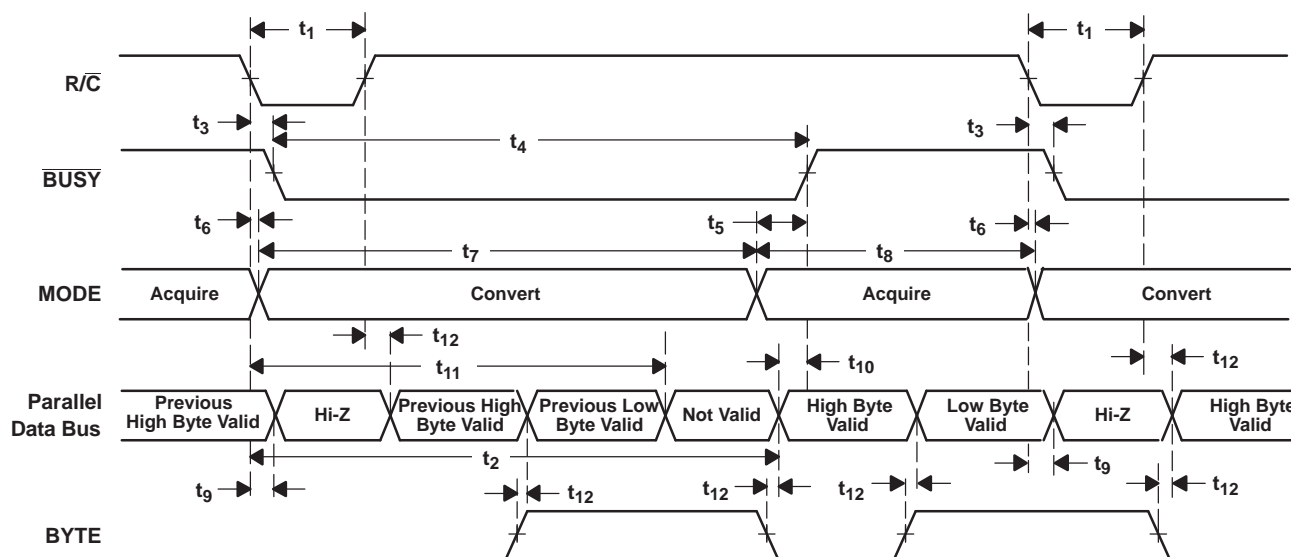 t1 t1
R/C̅
t3 t4 t3
B̅U̅S̅Y̅
t6 t5 t6
t7 t8
MODE Acquire Convert Acquire Convert
t12 t10 t12
t11
Parallel
Data Bus
Previous
High Byte Valid
Hi-Z
Previous High
Byte Valid
Previous Low
Byte Valid
Not Valid
High Byte
Valid
Low Byte
Valid
Hi-Z
High Byte
Valid
t2
t9 t12 t12 t12 t9 t12
BYTE